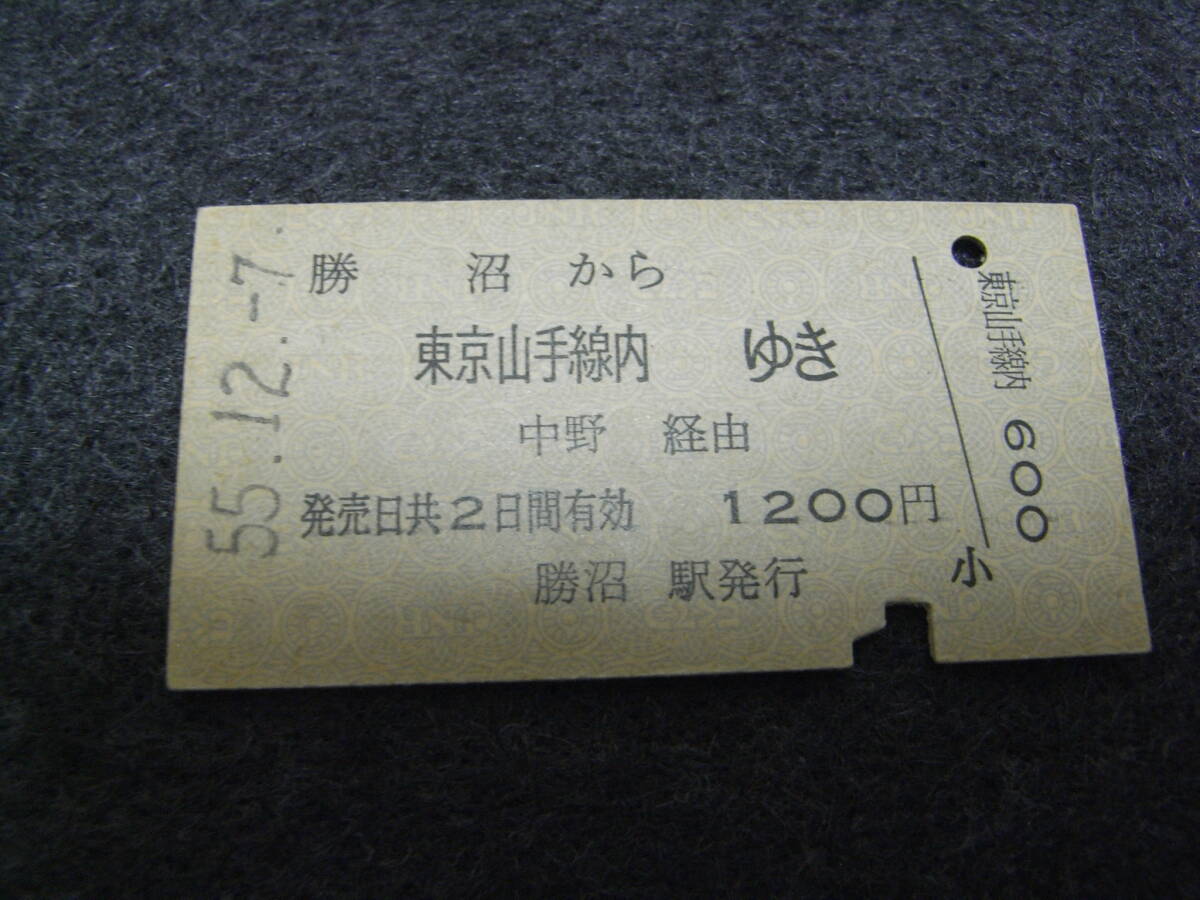 55.12.-7.
勝 沼 から
東京山手線内 ゆき
中野 経由
発売日共2日間有効 1200円
勝沼 駅発行
東京山手線内 600
小